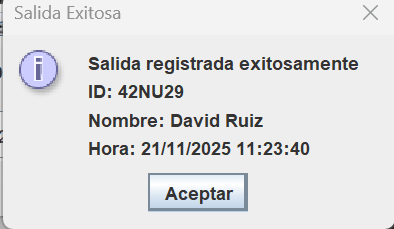 Salida Exitosa
Salida registrada exitosamente
ID: 42NU29
Nombre: David Ruiz
Hora: 21/11/2025 11:23:40
Aceptar